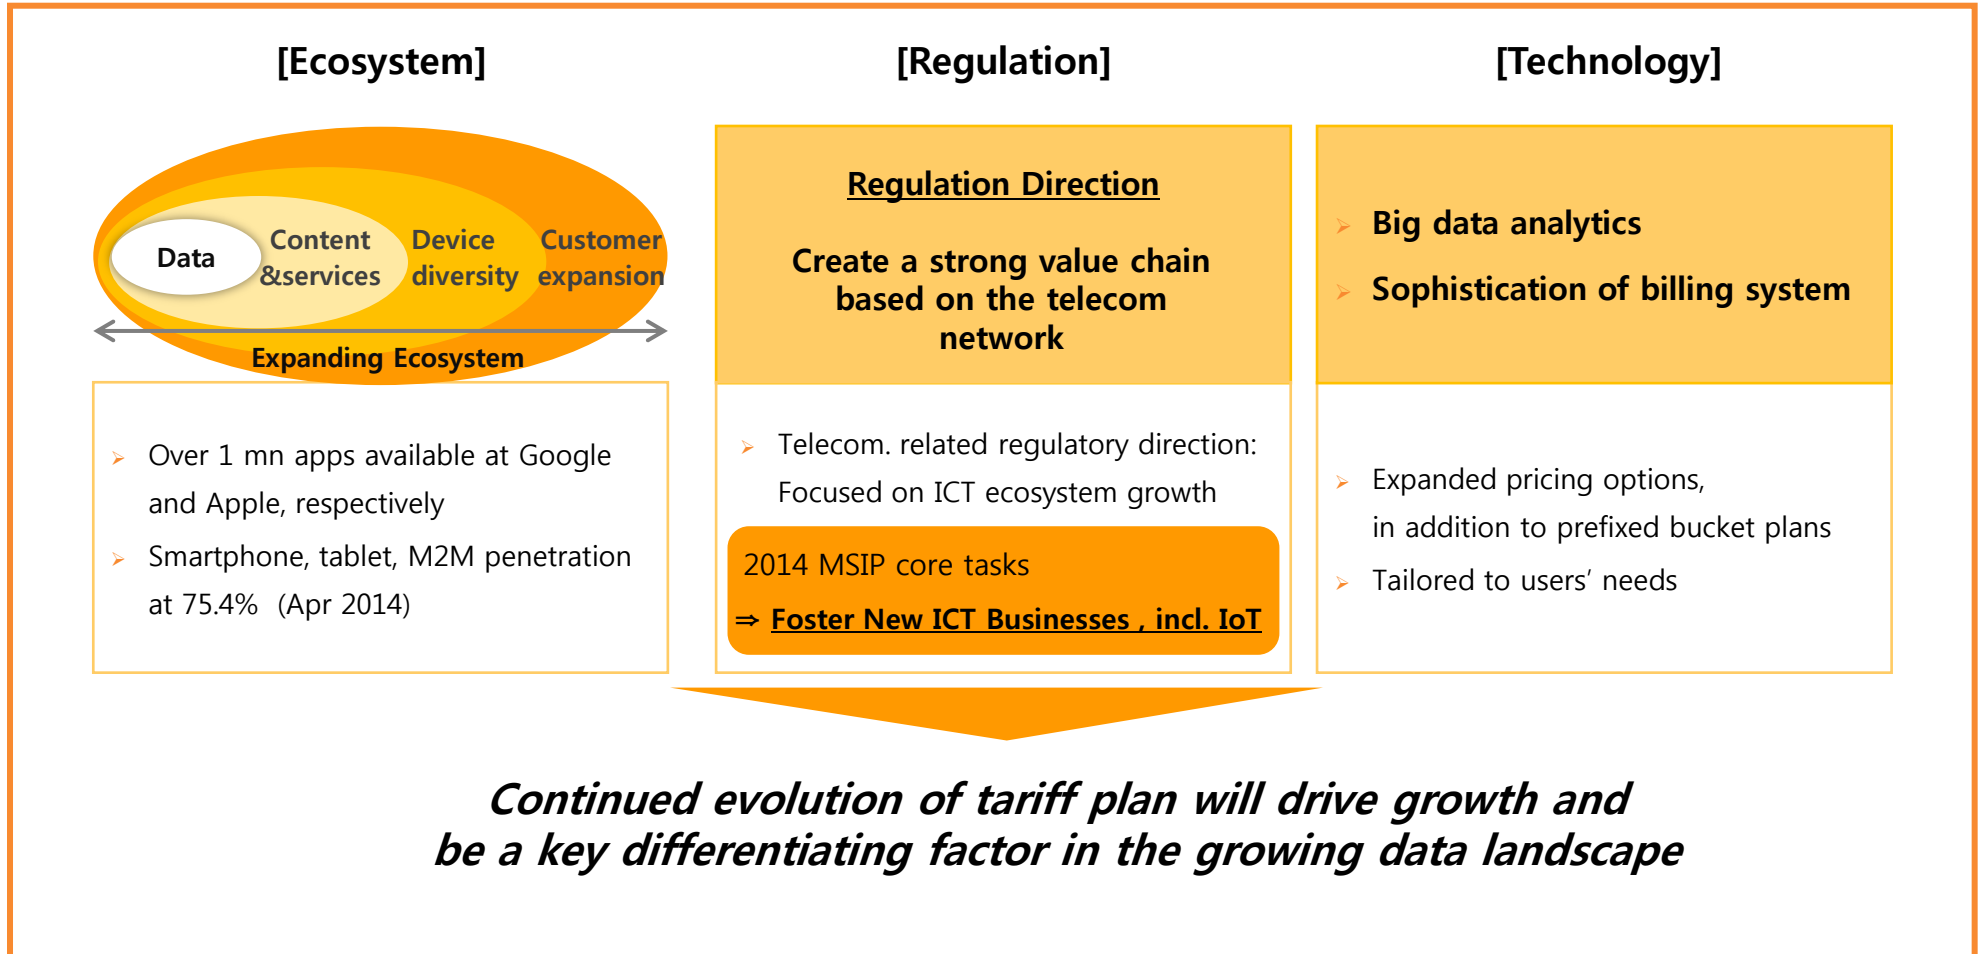 [Ecosystem]
Data
Content
&services
Device
diversity
Customer
expansion
Expanding Ecosystem
Over 1 mn apps available at Google
and Apple, respectively
Smartphone, tablet, M2M penetration
at 75.4% (Apr 2014)
[Regulation]
Regulation Direction
Create a strong value chain
based on the telecom
network
Telecom. related regulatory direction:
Focused on ICT ecosystem growth
2014 MSIP core tasks
⇒ Foster New ICT Businesses , incl. IoT
[Technology]
Big data analytics
Sophistication of billing system
Expanded pricing options,
in addition to prefixed bucket plans
Tailored to users’ needs
Continued evolution of tariff plan will drive growth and
be a key differentiating factor in the growing data landscape